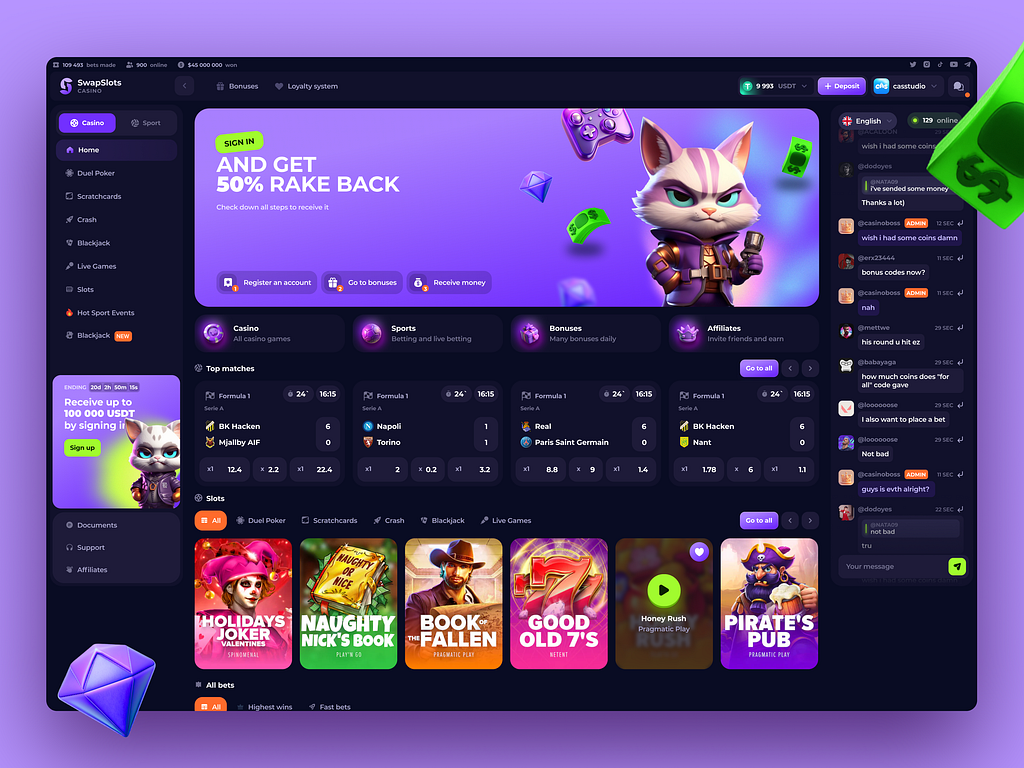 109 493 bets made
900 online
$45 000 000 won
SwapSlots
CASINO
Bonuses
Loyalty system
9 993 USDT
+ Deposit
casstudio
Casino
Sport
Home
Duel Poker
Scratchcards
Crash
Blackjack
Live Games
Slots
Hot Sport Events
Blackjack NEW
ENDING 20d 2h 50m 15s
Receive up to
100 000 USDT
by signing in
Sign up
Documents
Support
Affiliates
SIGN IN
AND GET
50% RAKE BACK
Check down all steps to receive it
1 Register an account
2 Go to bonuses
3 Receive money
Casino
All casino games
Sports
Betting and live betting
Bonuses
Many bonuses daily
Affiliates
Invite friends and earn
Top matches
Go to all
Formula 1 24` 16:15
Serie A
BK Hacken 6
Mjallby AIF 0
x1 12.4 x 2.2 x1 22.4
Formula 1 24` 16:15
Serie A
Napoli 1
Torino 1
x1 2 x 0.2 x1 3.2
Formula 1 24` 16:15
Serie A
Real 6
Paris Saint Germain 0
x1 8.8 x 9 x1 1.4
Formula 1 24` 16:15
Serie A
BK Hacken 6
Nant 0
x1 1.78 x 6 x1 1.1
Slots
All
Duel Poker
Scratchcards
Crash
Blackjack
Live Games
Go to all
HOLIDAYS
JOKER
VALENTINES
SPINOMENAL
NAUGHTY
OR
NICE
NAUGHTY
NICK'S BOOK
PLAY'N GO
BOOK OF
THE FALLEN
PRAGMATIC PLAY
GOOD
OLD 7'S
NETENT
Honey Rush
Pragmatic Play
PIRATE'S
PUB
PRAGMATIC PLAY
All bets
All
Highest wins
Fast bets
English
129 online
wish i had some coins
@dodoyes
@NATA09
i've sended some money
Thanks a lot)
@casinoboss ADMIN 12 SEC
wish i had some coins damn
@erx23444 11 SEC
bonus codes now?
@casinoboss ADMIN 11 SEC
nah
@mettwe 29 SEC
his round u hit ez
@babayaga 29 SEC
how much coins does "for
all" code gave
@looooose 29 SEC
I also want to place a bet
@looooose 29 SEC
Not bad
@casinoboss ADMIN 11 SEC
guys is evth alright?
@dodoyes 22 SEC
@NATA09
not bad
tru
Your message